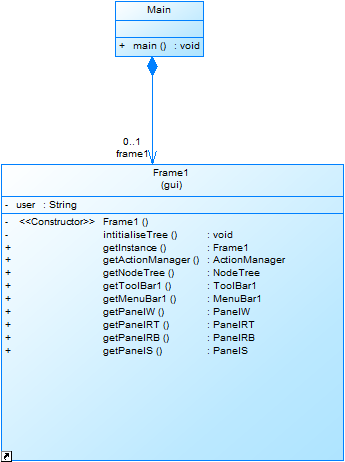 Main
+ main () : void
0..1
frame1
Frame1
(gui)
- user : String
- <<Constructor>> Frame1 ()
- intitialiseTree () : void
+ getInstance () : Frame1
+ getActionManager () : ActionManager
+ getNodeTree () : NodeTree
+ getToolBar1 () : ToolBar1
+ getMenuBar1 () : MenuBar1
+ getPanelW () : PanelW
+ getPanelRT () : PanelRT
+ getPanelRB () : PanelRB
+ getPanelS () : PanelS